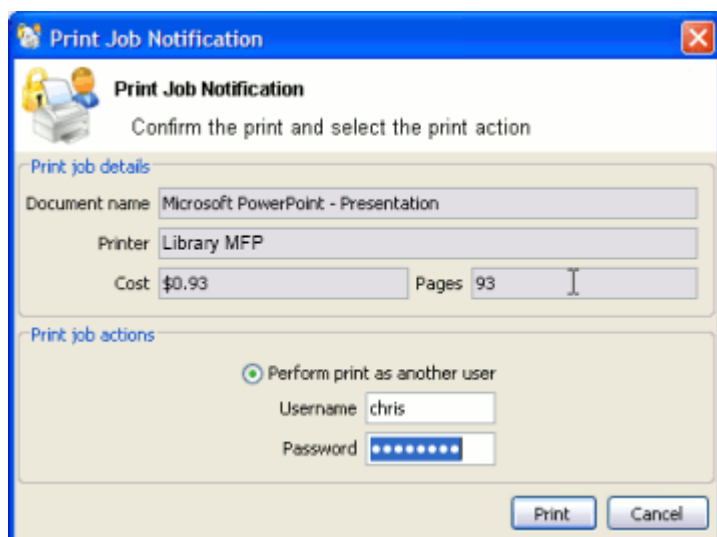 Print Job Notification
Print Job Notification
Confirm the print and select the print action
Print job details
Document name Microsoft PowerPoint - Presentation
Printer Library MFP
Cost $0.93 Pages 93
Print job actions
Perform print as another user
Username chris
Password ••••••••
Print Cancel